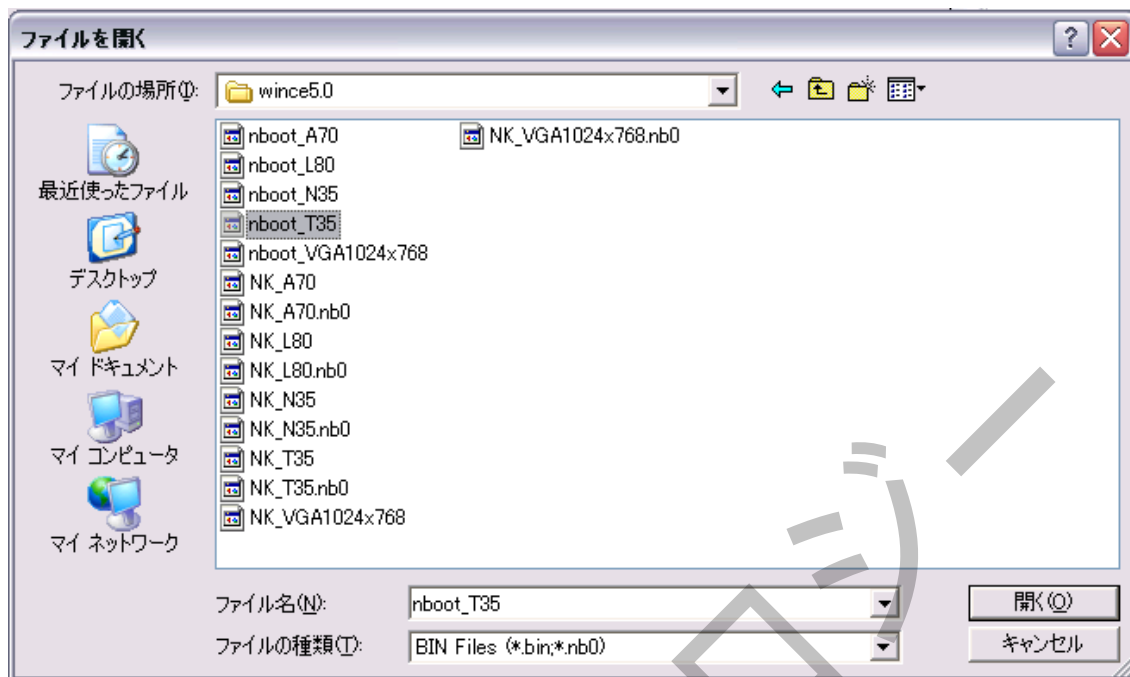 ファイルを開く
ファイルの場所(I):
wince5.0
最近使ったファイル
デスクトップ
マイ ドキュメント
マイ コンピュータ
マイ ネットワーク
nboot_A70
nboot_L80
nboot_N35
nboot_T35
nboot_VGA1024x768
NK_A70
NK_A70.nb0
NK_L80
NK_L80.nb0
NK_N35
NK_N35.nb0
NK_T35
NK_T35.nb0
NK_VGA1024x768
NK_VGA1024x768.nb0
ファイル名(N):
nboot_T35
開く(O)
ファイルの種類(T):
BIN Files (*.bin;*.nb0)
キャンセル